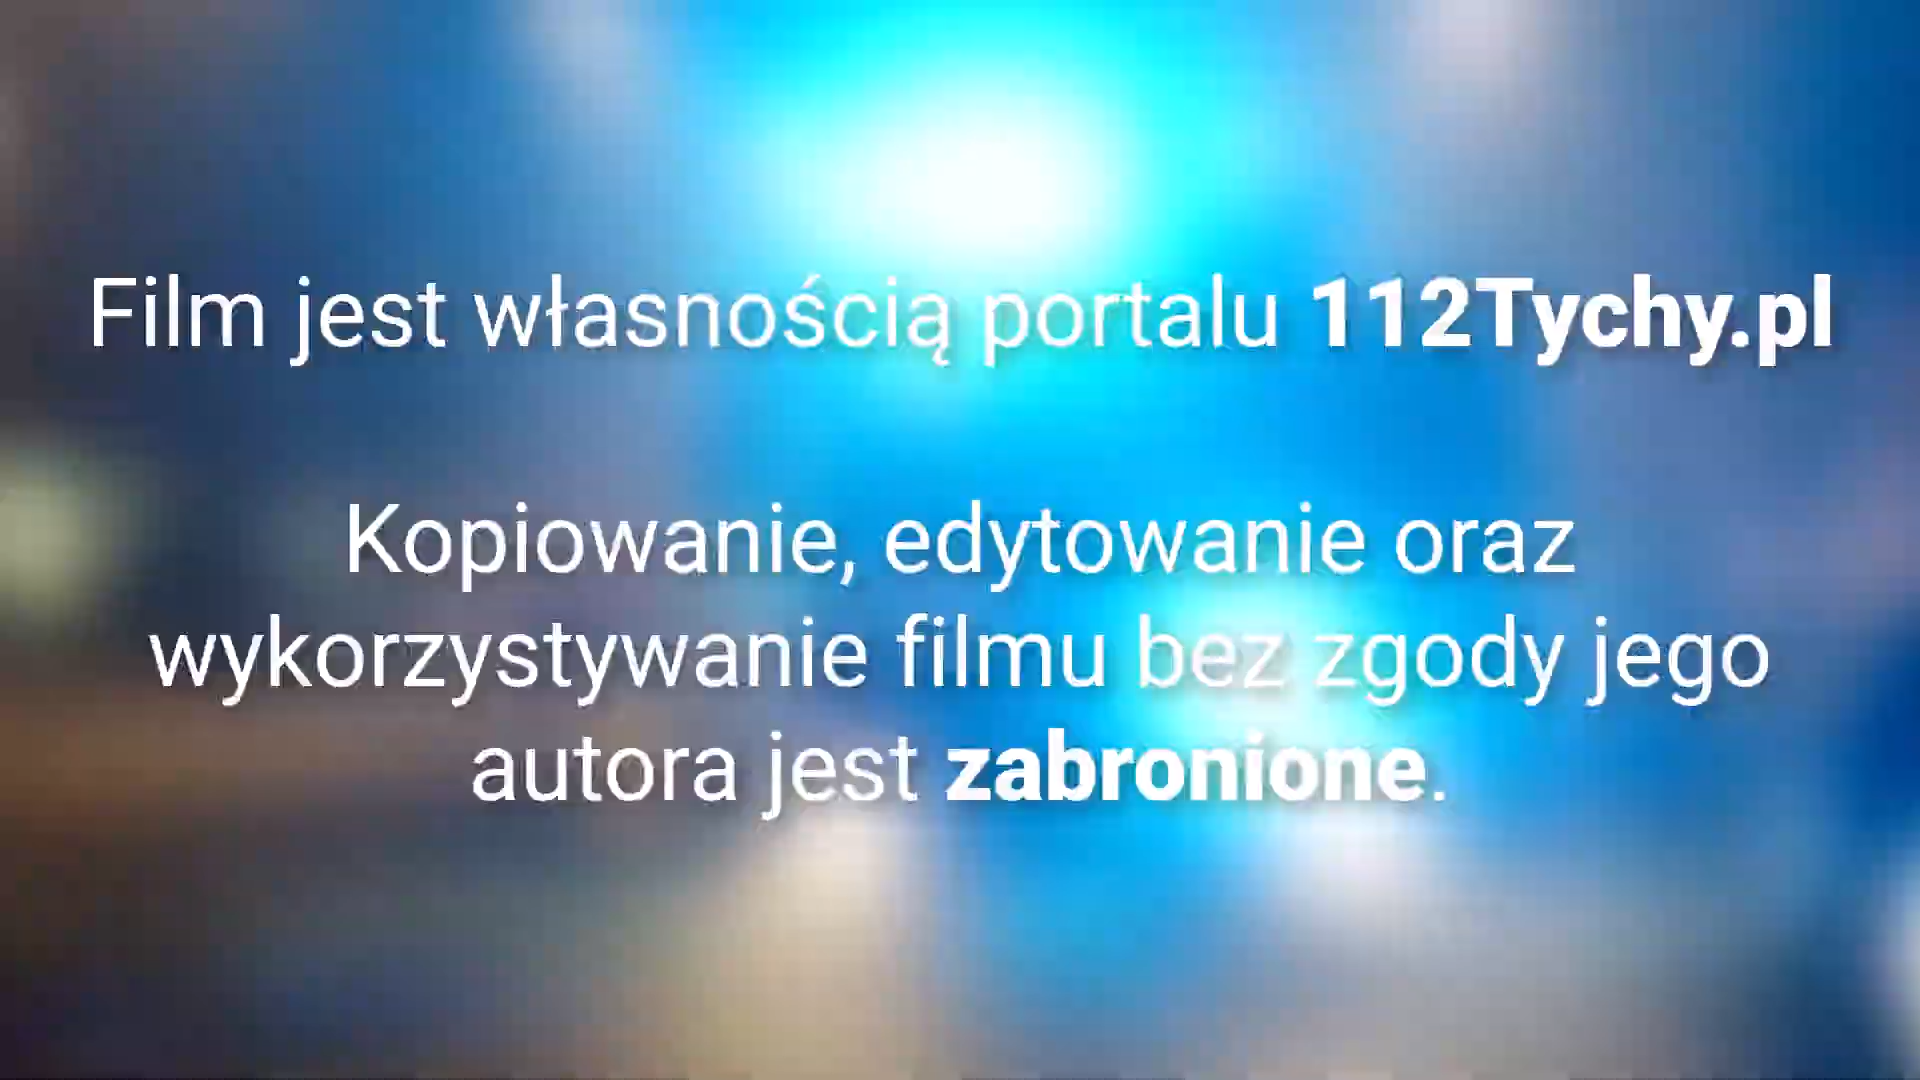 Film jest własnością portalu 112Tychy.pl
Kopiowanie, edytowanie oraz
wykorzystywanie filmu bez zgody jego
autora jest zabronione.